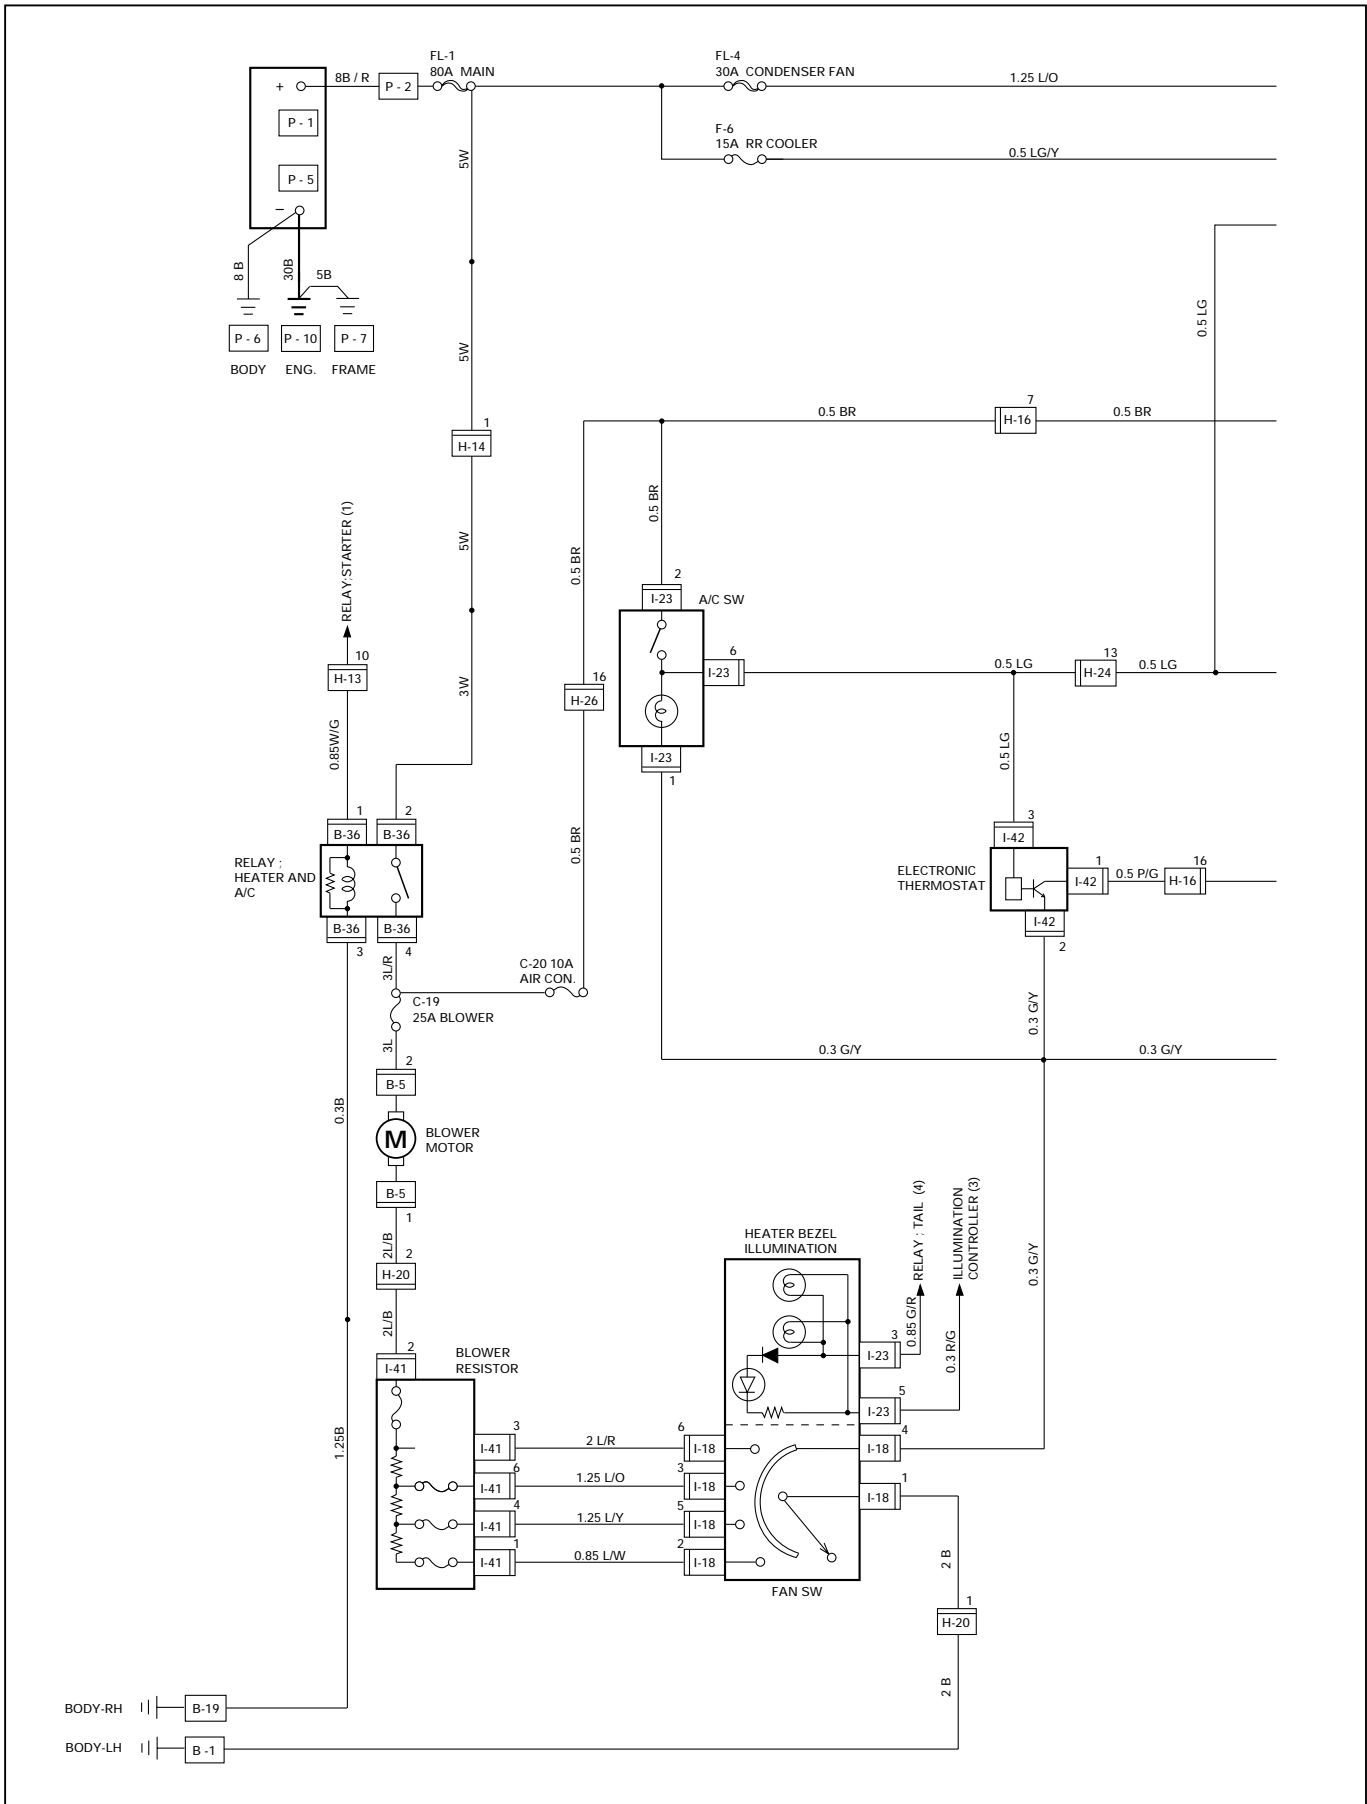 FL-1
80A MAIN
FL-4
30A CONDENSER FAN
8B / R
P - 2
1.25 L/O
+
P - 1
F-6
15A RR COOLER
0.5 LG/Y
5W
P - 5
−
8 B
30B
5B
P - 6
P - 10
P - 7
BODY
ENG.
FRAME
5W
0.5 LG
7
0.5 BR
H-16
0.5 BR
1
H-14
0.5 BR
RELAY;STARTER (1)
5W
0.5 BR
2
I-23
A/C SW
10
H-13
3W
16
H-26
6
I-23
0.5 LG
13
H-24
0.5 LG
0.85W/G
I-23
1
0.5 LG
1
B-36
2
B-36
0.5 BR
3
I-42
RELAY ;
HEATER AND
A/C
ELECTRONIC
THERMOSTAT
1
I-42
0.5 P/G
16
H-16
B-36
3
B-36
4
I-42
2
3L/R
C-20 10A
AIR CON.
C-19
25A BLOWER
0.3 G/Y
3L
0.3 G/Y
0.3 G/Y
2
B-5
0.3B
M
BLOWER
MOTOR
B-5
1
2L/B
2
H-20
HEATER BEZEL
ILLUMINATION
RELAY ; TAIL (4)
ILLUMINATION
CONTROLLER (3)
0.3 G/Y
2L/B
0.85 G/R
0.3 R/G
2
I-41
BLOWER
RESISTOR
3
I-23
5
I-23
1.25B
3
I-41
2 L/R
6
I-18
4
I-18
6
I-41
1.25 L/O
3
I-18
1
I-18
4
I-41
1.25 L/Y
5
I-18
1
I-41
0.85 L/W
2
I-18
2 B
FAN SW
1
H-20
2 B
BODY-RH
B-19
BODY-LH
B -1